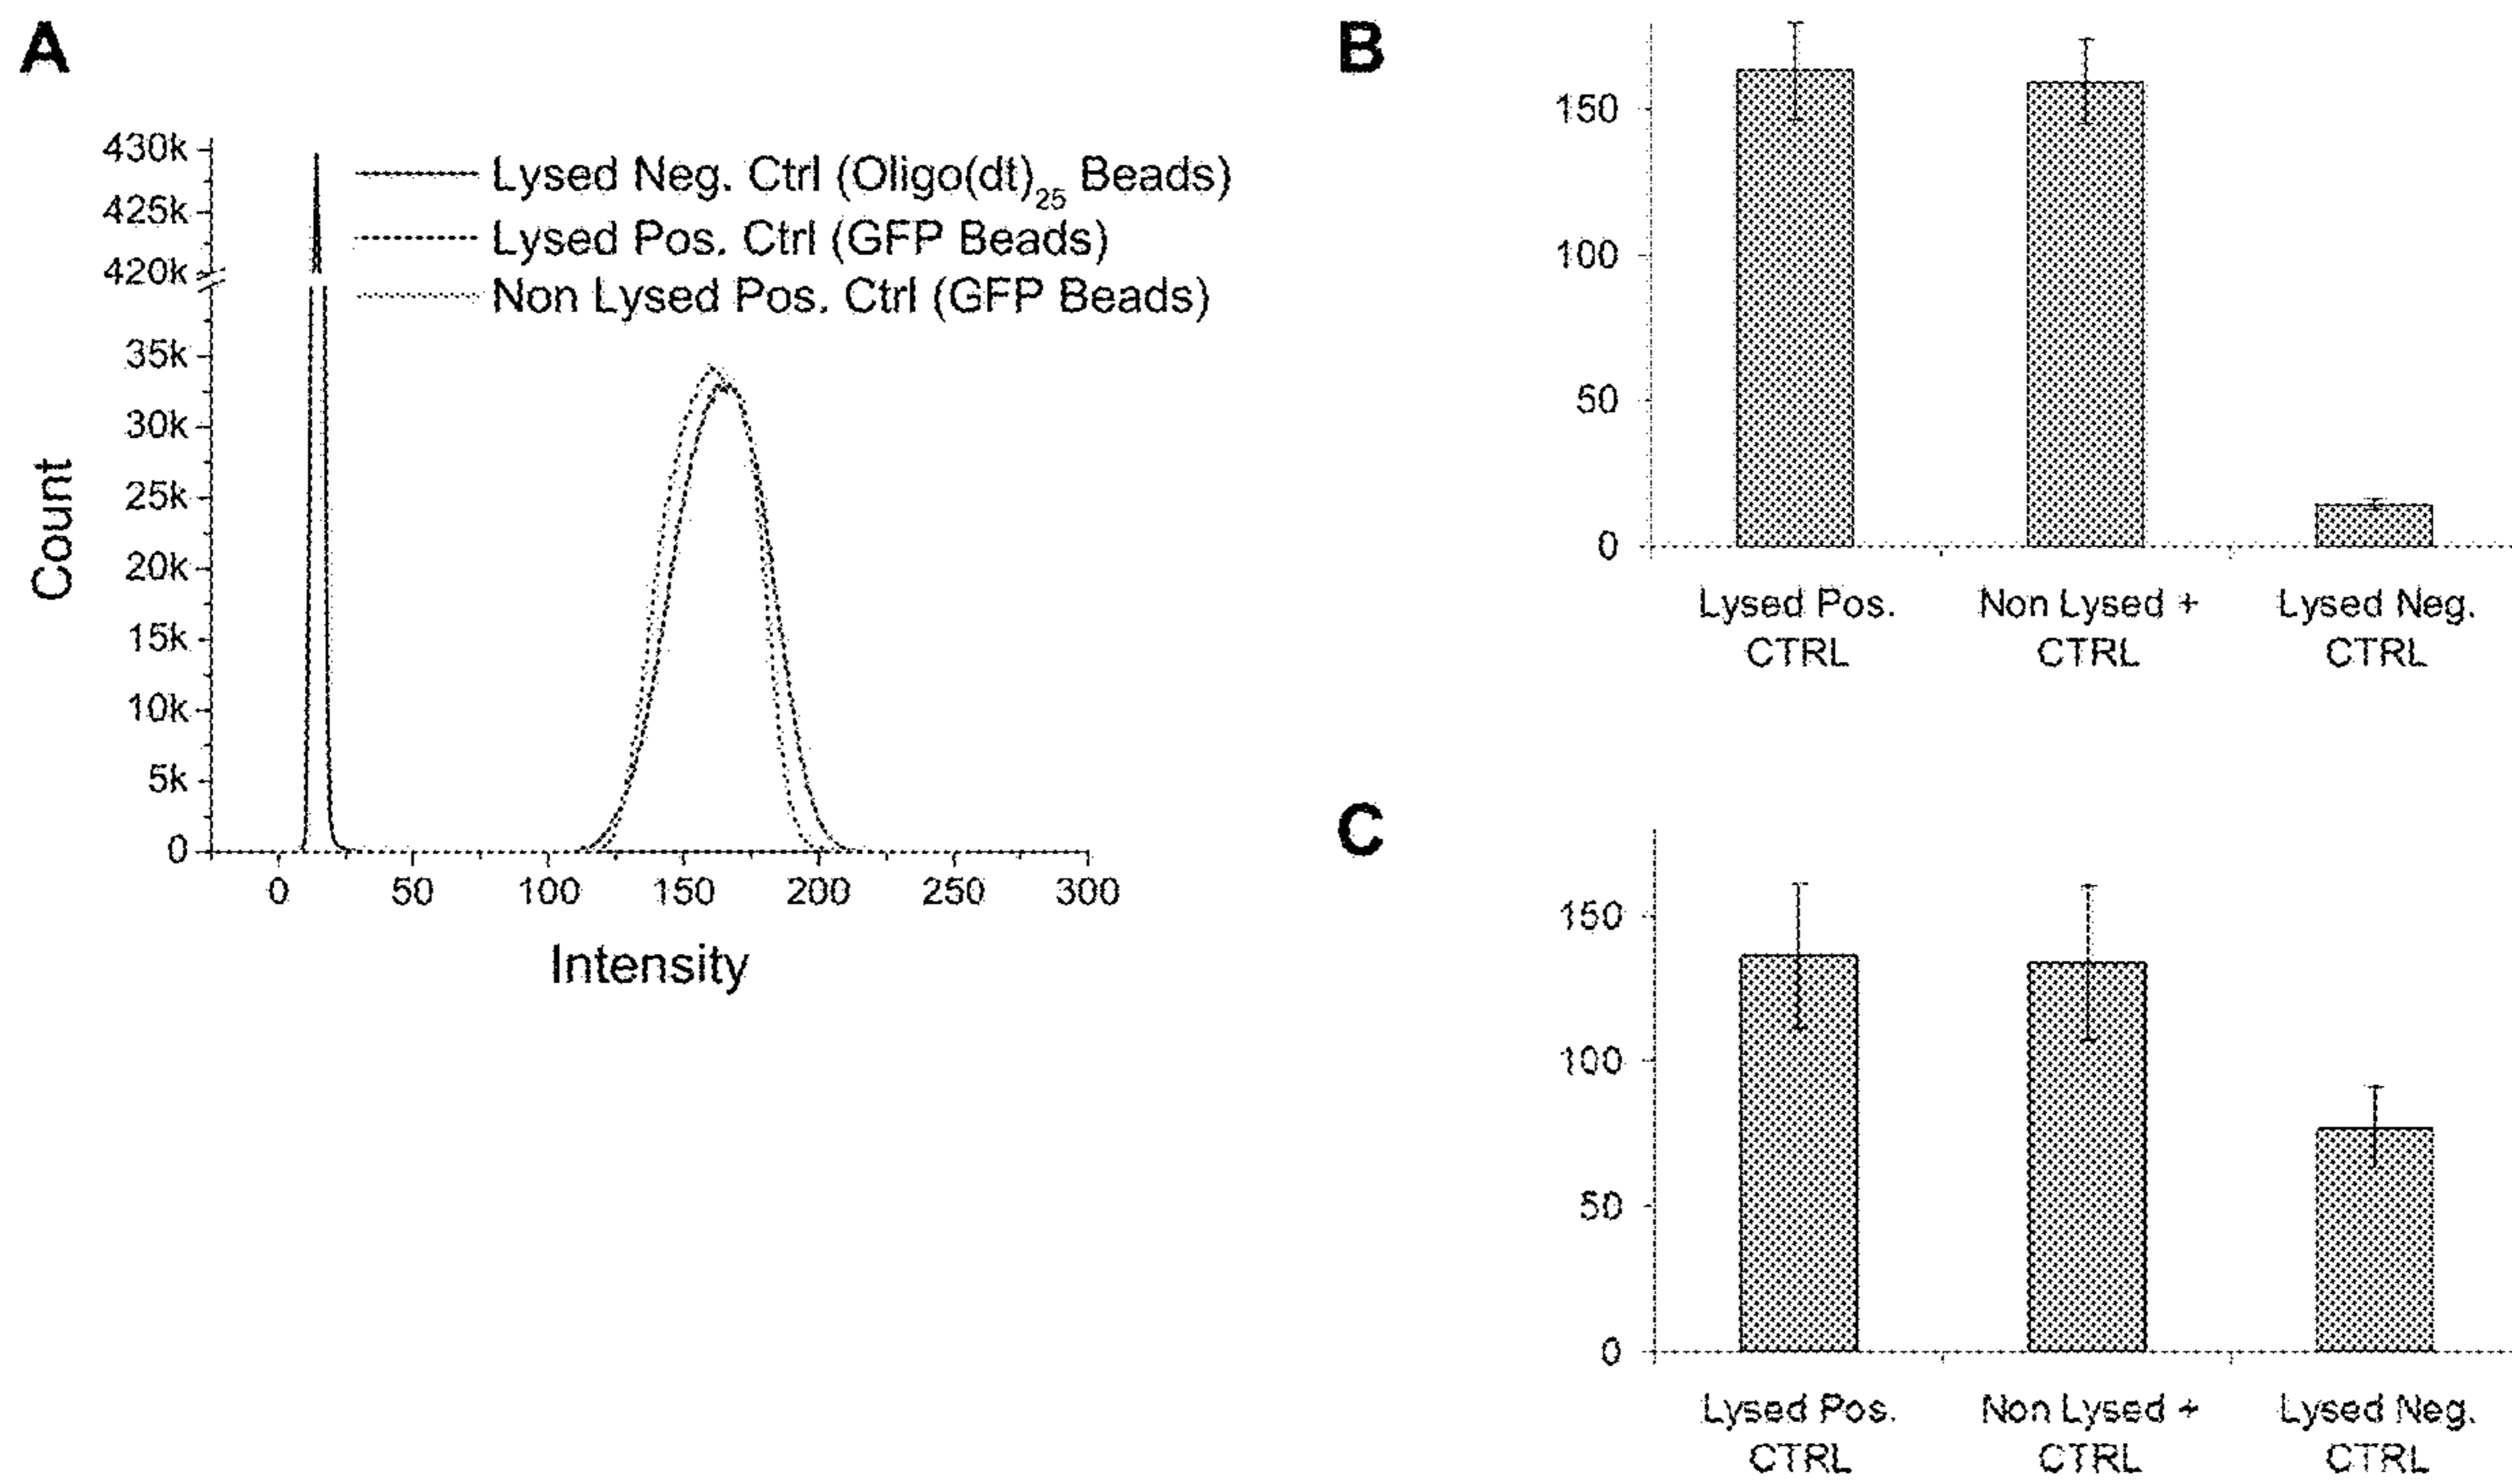 A
430k
425k
420k
35k
30k
25k
20k
15k
10k
5k
0
Count
Lysed Neg. Ctrl (Oligo(dt)25 Beads)
Lysed Pos. Ctrl (GFP Beads)
Non Lysed Pos. Ctrl (GFP Beads)
0 50 100 150 200 250 300
Intensity
B
150
100
50
0
Lysed Pos. Non Lysed + Lysed Neg.
CTRL CTRL CTRL
C
150
100
50
0
Lysed Pos. Non Lysed + Lysed Neg.
CTRL CTRL CTRL